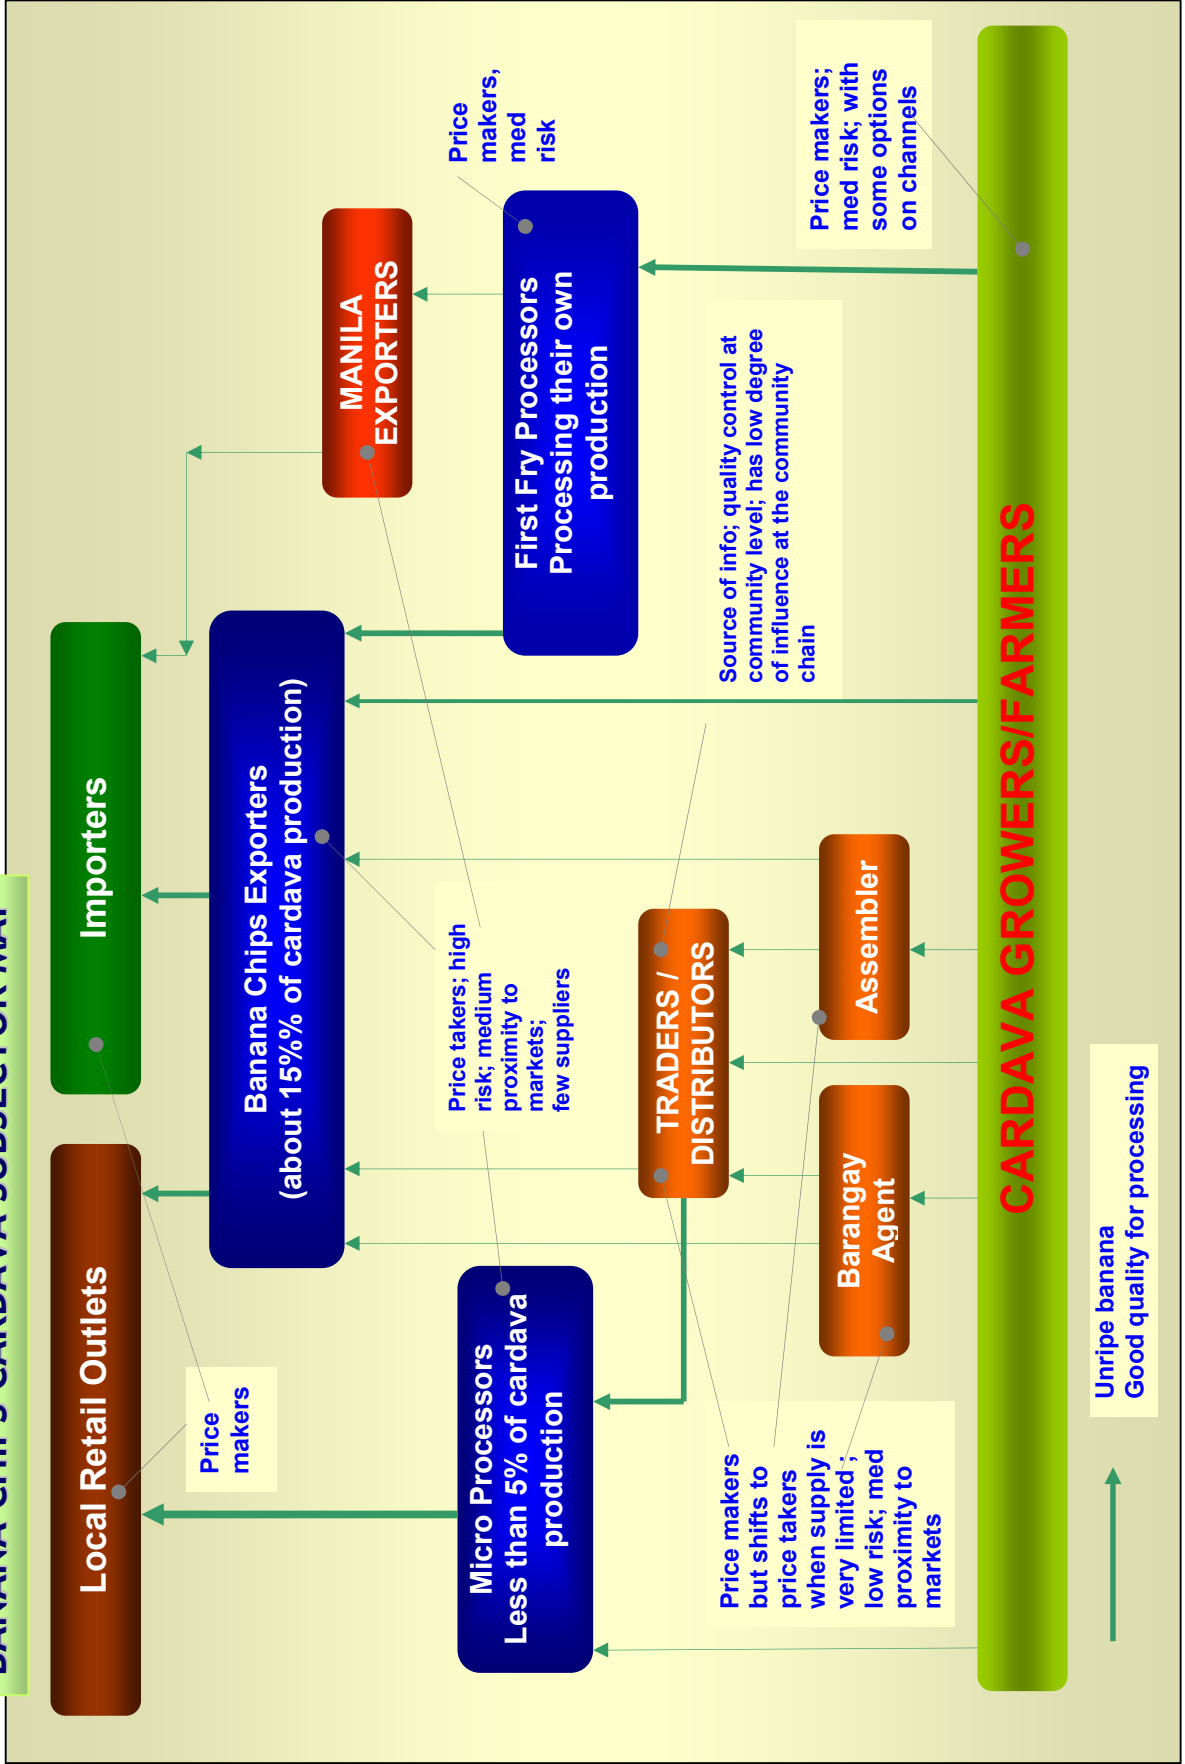 BANANA CHIPS CARDAVA SUBSECTOR MAP
Local Retail Outlets
Importers
Price
makers
Banana Chips Exporters
(about 15%% of cardava production)
MANILA
EXPORTERS
Micro Processors
Less than 5% of cardava
production
Price takers; high
risk; medium
proximity to
markets;
few suppliers
First Fry Processors
Processing their own
production
Price
makers,
med
risk
TRADERS /
DISTRIBUTORS
Source of info; quality control at
community level; has low degree
of influence at the community
chain
Price makers
but shifts to
price takers
when supply is
very limited ;
low risk; med
proximity to
markets
Barangay
Agent
Assembler
Price makers;
med risk; with
some options
on channels
CARDAVA GROWERS/FARMERS
Unripe banana
Good quality for processing